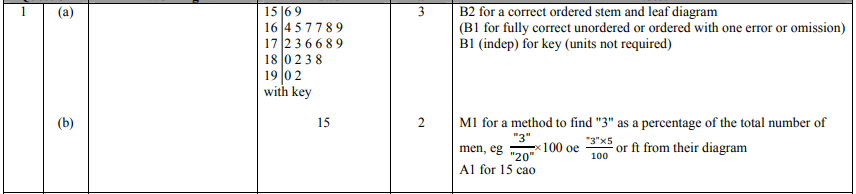 1 (a) 15 | 6 9 3 B2 for a correct ordered stem and leaf diagram
16 | 4 5 7 7 8 9 (B1 for fully correct unordered or ordered with one error or omission)
17 | 2 3 6 6 8 9 B1 (indep) for key (units not required)
18 | 0 2 3 8
19 | 0 2
with key
(b) 15 2 M1 for a method to find "3" as a percentage of the total number of
men, eg "3"/"20" ×100 oe "3"×5/100 or ft from their diagram
A1 for 15 cao